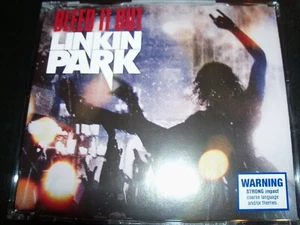 BLEED IT OUT
LINKIN
PARK
WARNING
STRONG impact
coarse language
and/or themes